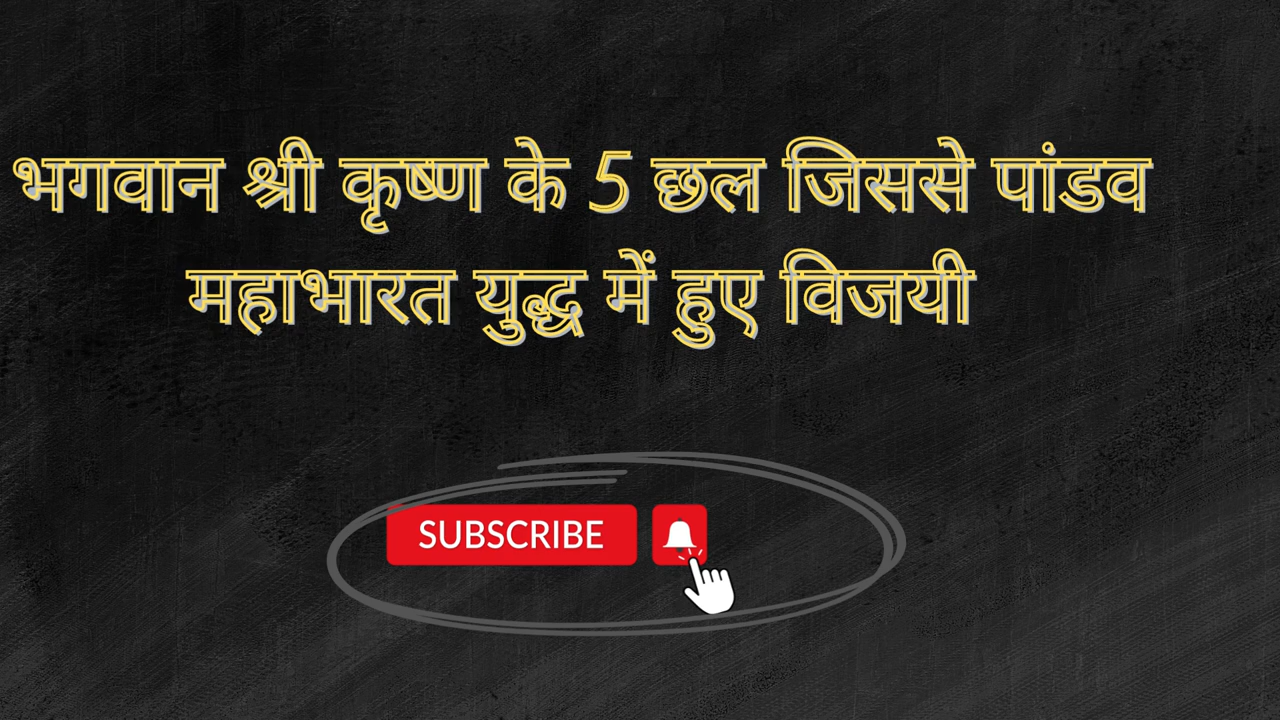 भगवान श्री कृष्ण के 5 छल जिससे पांडव
महाभारत युद्ध में हुए विजयी
SUBSCRIBE